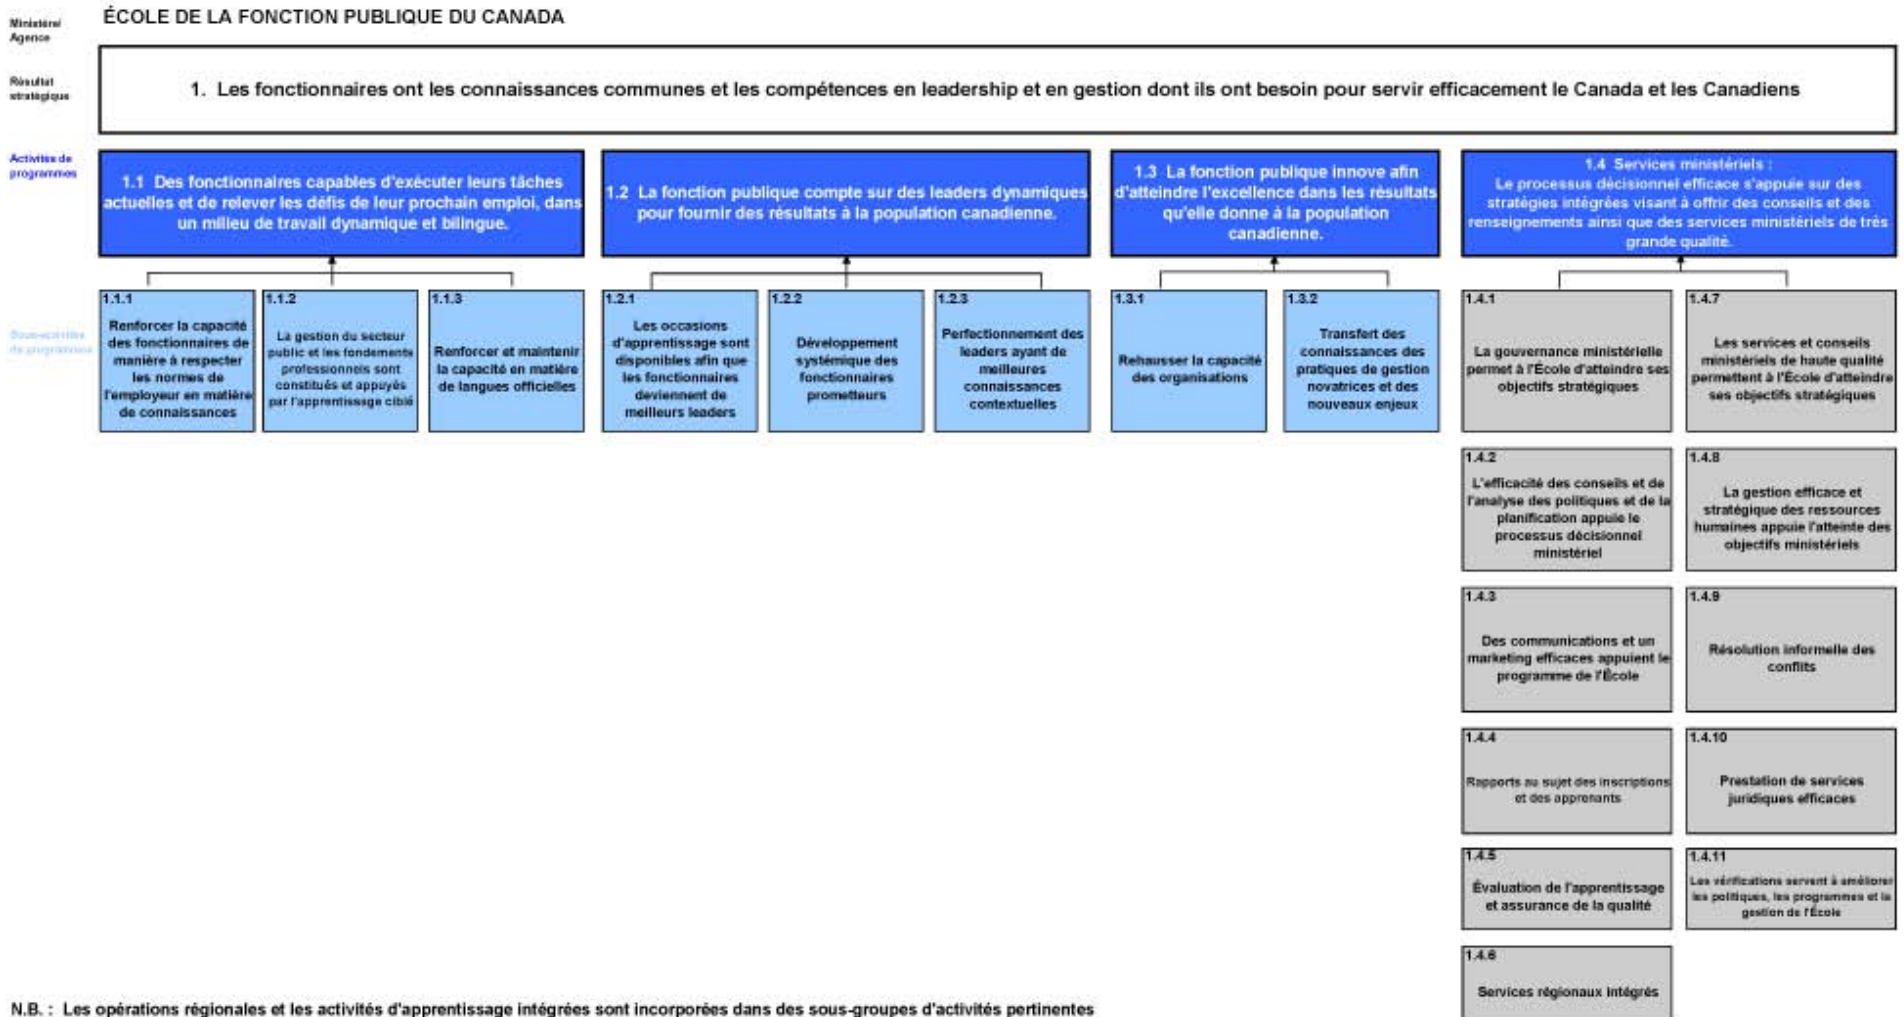 Ministère/
Agence
ÉCOLE DE LA FONCTION PUBLIQUE DU CANADA
Résultat
stratégique
1. Les fonctionnaires ont les connaissances communes et les compétences en leadership et en gestion dont ils ont besoin pour servir efficacement le Canada et les Canadiens
Activités de
programmes
1.1 Des fonctionnaires capables d'exécuter leurs tâches
actuelles et de relever les défis de leur prochain emploi, dans
un milieu de travail dynamique et bilingue.
1.2 La fonction publique compte sur des leaders dynamiques
pour fournir des résultats à la population canadienne.
1.3 La fonction publique innove afin
d'atteindre l'excellence dans les résultats
qu'elle donne à la population
canadienne.
1.4 Services ministériels :
Le processus décisionnel efficace s'appuie sur des
stratégies intégrées visant à offrir des conseils et des
renseignements ainsi que des services ministériels de très
grande qualité.
Sous-activités
de programmes
1.1.1
Renforcer la capacité
des fonctionnaires de
manière à respecter
les normes de
l'employeur en matière
de connaissances
1.1.2
La gestion du secteur
public et les fondements
professionnels sont
constitués et appuyés
par l'apprentissage ciblé
1.1.3
Renforcer et maintenir
la capacité en matière
de langues officielles
1.2.1
Les occasions
d'apprentissage sont
disponibles afin que
les fonctionnaires
deviennent de
meilleurs leaders
1.2.2
Développement
systémique des
fonctionnaires
prometteurs
1.2.3
Perfectionnement des
leaders ayant de
meilleures
connaissances
contextuelles
1.3.1
Rehausser la capacité
des organisations
1.3.2
Transfert des
connaissances des
pratiques de gestion
novatrices et des
nouveaux enjeux
1.4.1
La gouvernance ministérielle
permet à l'École d'atteindre ses
objectifs stratégiques
1.4.7
Les services et conseils
ministériels de haute qualité
permettent à l'École d'atteindre
ses objectifs stratégiques
1.4.2
L'efficacité des conseils et de
l'analyse des politiques et de la
planification appuie le
processus décisionnel
ministériel
1.4.8
La gestion efficace et
stratégique des ressources
humaines appuie l'atteinte des
objectifs ministériels
1.4.3
Des communications et un
marketing efficaces appuient le
programme de l'École
1.4.9
Résolution informelle des
conflits
1.4.4
Rapports au sujet des inscriptions
et des apprenants
1.4.10
Prestation de services
juridiques efficaces
1.4.5
Évaluation de l'apprentissage
et assurance de la qualité
1.4.11
Les vérifications servent à améliorer
les politiques, les programmes et la
gestion de l'École
1.4.6
Services régionaux intégrés
N.B. : Les opérations régionales et les activités d'apprentissage intégrées sont incorporées dans des sous-groupes d'activités pertinentes